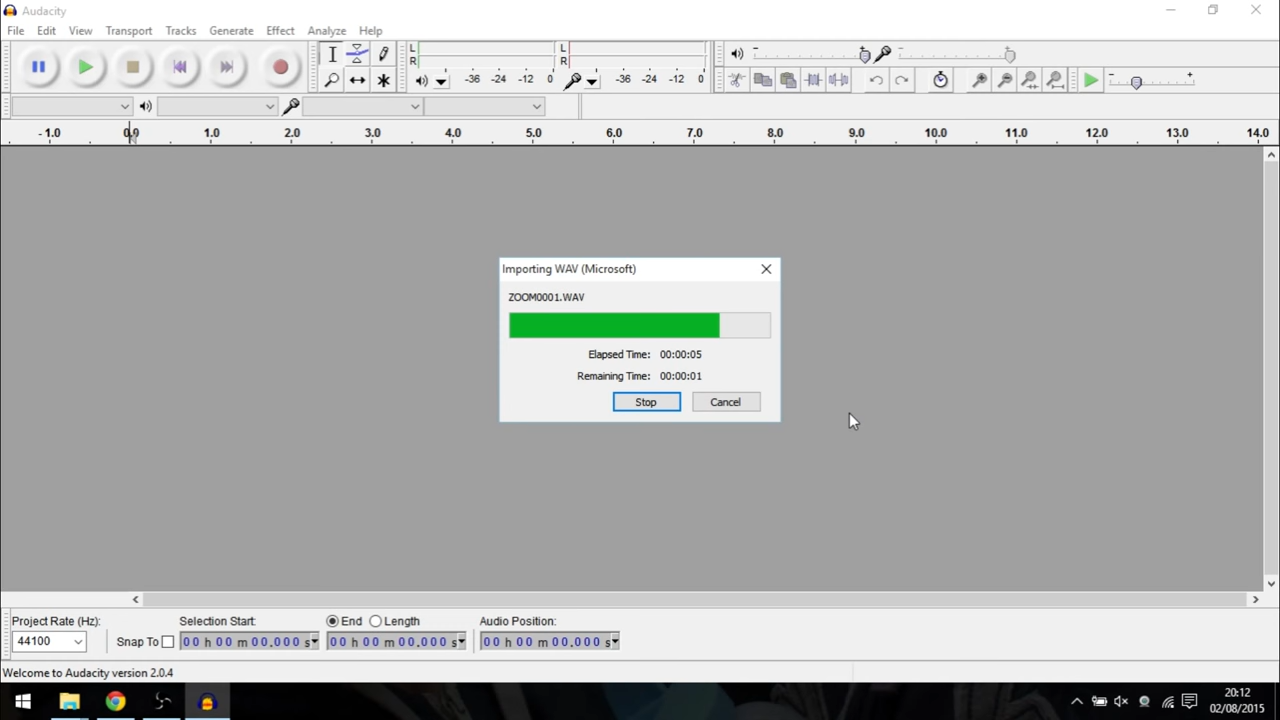 Audacity
File Edit View Transport Tracks Generate Effect Analyze Help
L
R
L
R
-36 -24 -12 0
-36 -24 -12 0
- 1.0 0.0 1.0 2.0 3.0 4.0 5.0 6.0 7.0 8.0 9.0 10.0 11.0 12.0 13.0 14.0
Importing WAV (Microsoft)
ZOOM0001.WAV
Elapsed Time: 00:00:05
Remaining Time: 00:00:01
Stop Cancel
Project Rate (Hz): Selection Start: End Length Audio Position:
44100 Snap To 00 h 00 m 00.000 s 00 h 00 m 00.000 s 00 h 00 m 00.000 s
Welcome to Audacity version 2.0.4
20:12
02/08/2015